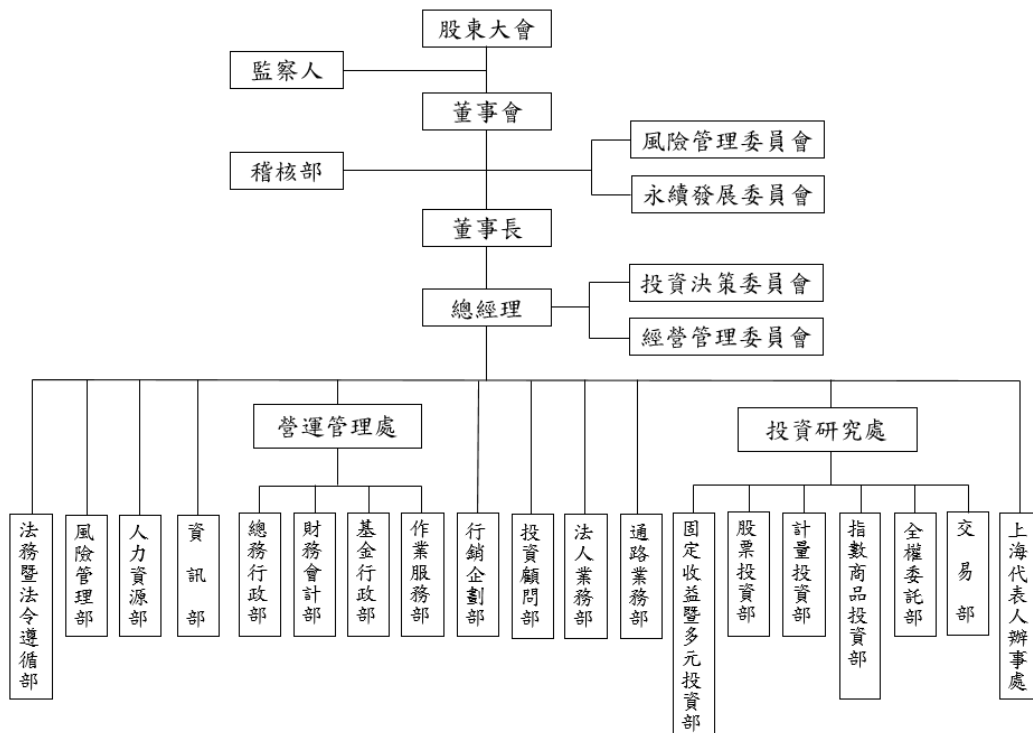 股東大會
監察人
董事會
風險管理委員會
稽核部
永續發展委員會
董事長
投資決策委員會
總經理
經營管理委員會
營運管理處
投資研究處
法務暨法令遵循部
風險管理部
人力資源部
資訊部
總務行政部
財務會計部
基金行政部
作業服務部
行銷企劃部
投資顧問部
法人業務部
通路業務部
固定收益暨多元投資部
股票投資部
計量投資部
指數商品投資部
全權委託部
交易部
上海代表人辦事處